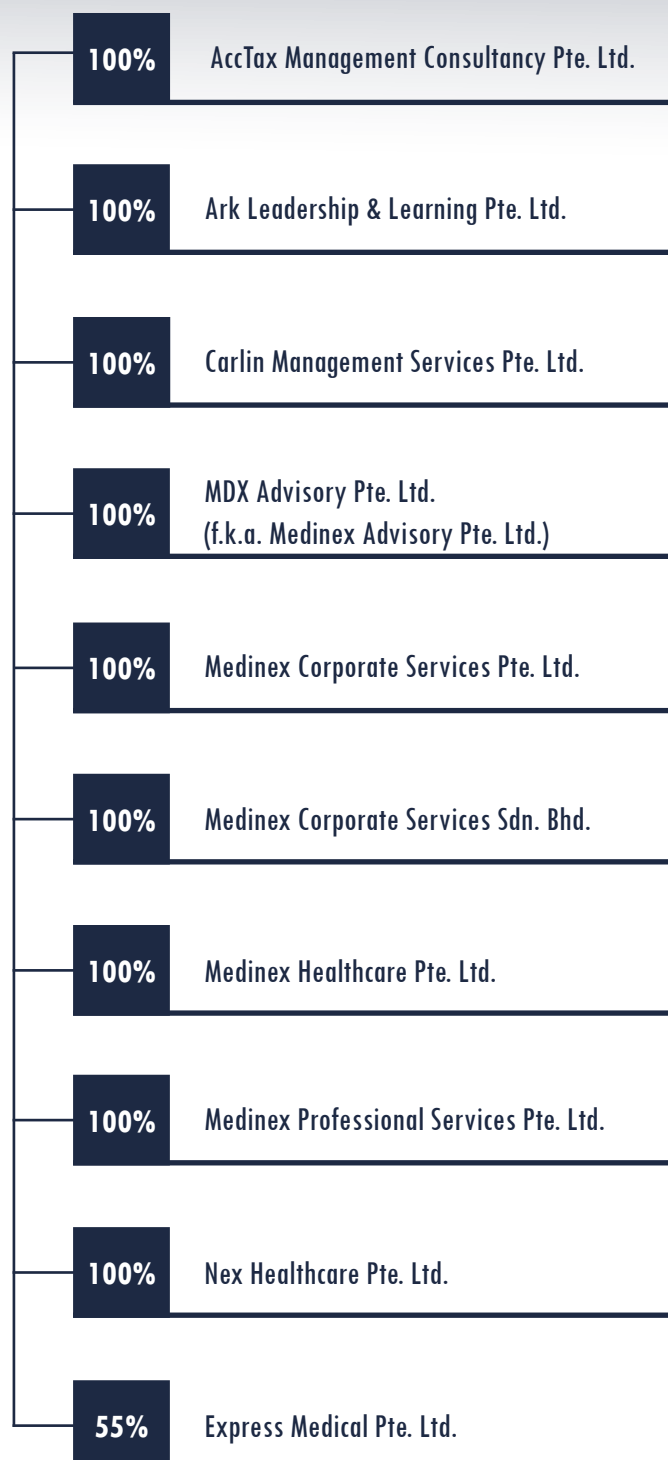 100% AccTax Management Consultancy Pte. Ltd.
100% Ark Leadership & Learning Pte. Ltd.
100% Carlin Management Services Pte. Ltd.
100% MDX Advisory Pte. Ltd.
(f.k.a. Medinex Advisory Pte. Ltd.)
100% Medinex Corporate Services Pte. Ltd.
100% Medinex Corporate Services Sdn. Bhd.
100% Medinex Healthcare Pte. Ltd.
100% Medinex Professional Services Pte. Ltd.
100% Nex Healthcare Pte. Ltd.
55% Express Medical Pte. Ltd.